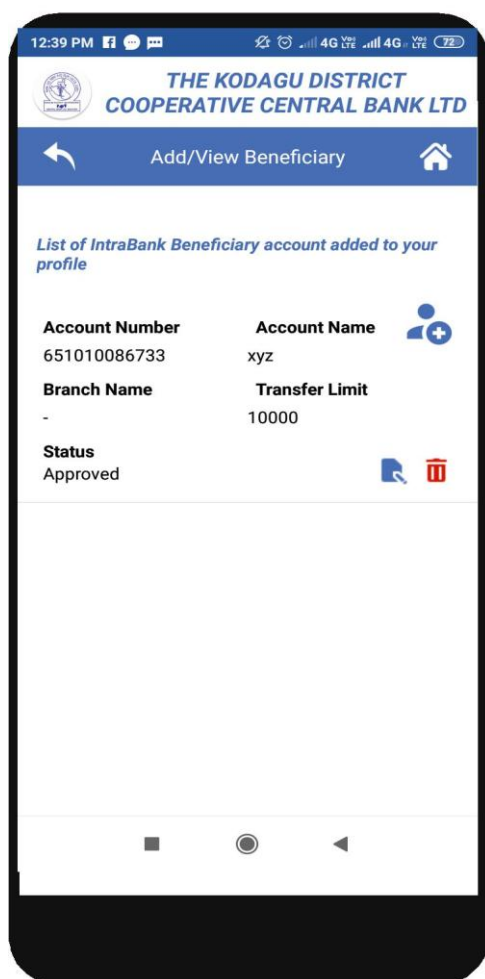 12:39 PM 4G VoLTE 4G VoLTE 72
THE KODAGU DISTRICT
COOPERATIVE CENTRAL BANK LTD
Add/View Beneficiary
List of IntraBank Beneficiary account added to your
profile
Account Number Account Name
651010086733 xyz
Branch Name Transfer Limit
- 10000
Status
Approved